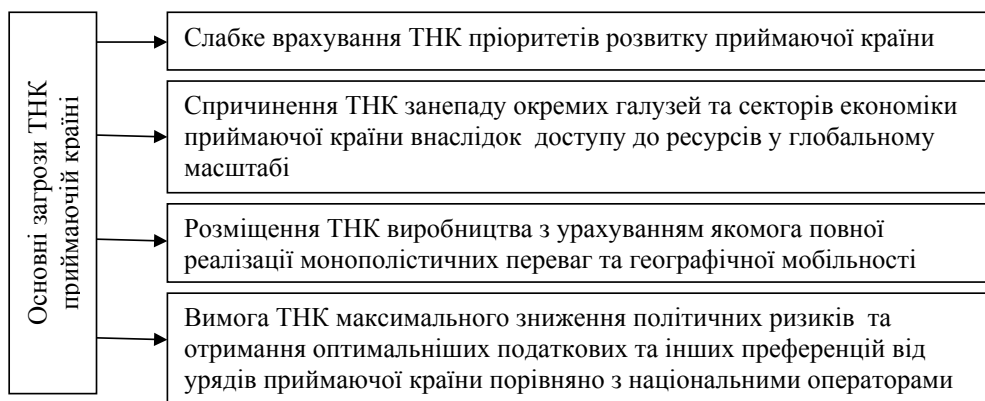 Основні загрози ТНК
приймаючій країні
Слабке врахування ТНК пріоритетів розвитку приймаючої країни
Спричинення ТНК занепаду окремих галузей та секторів економіки
приймаючої країни внаслідок доступу до ресурсів у глобальному
масштабі
Розміщення ТНК виробництва з урахуванням якомога повної
реалізації монополістичних переваг та географічної мобільності
Вимога ТНК максимального зниження політичних ризиків та
отримання оптимальніших податкових та інших преференцій від
урядів приймаючої країни порівняно з національними операторами